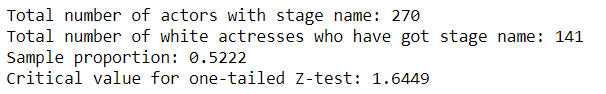 Total number of actors with stage name: 270
Total number of white actresses who have got stage name: 141
Sample proportion: 0.5222
Critical value for one-tailed Z-test: 1.6449